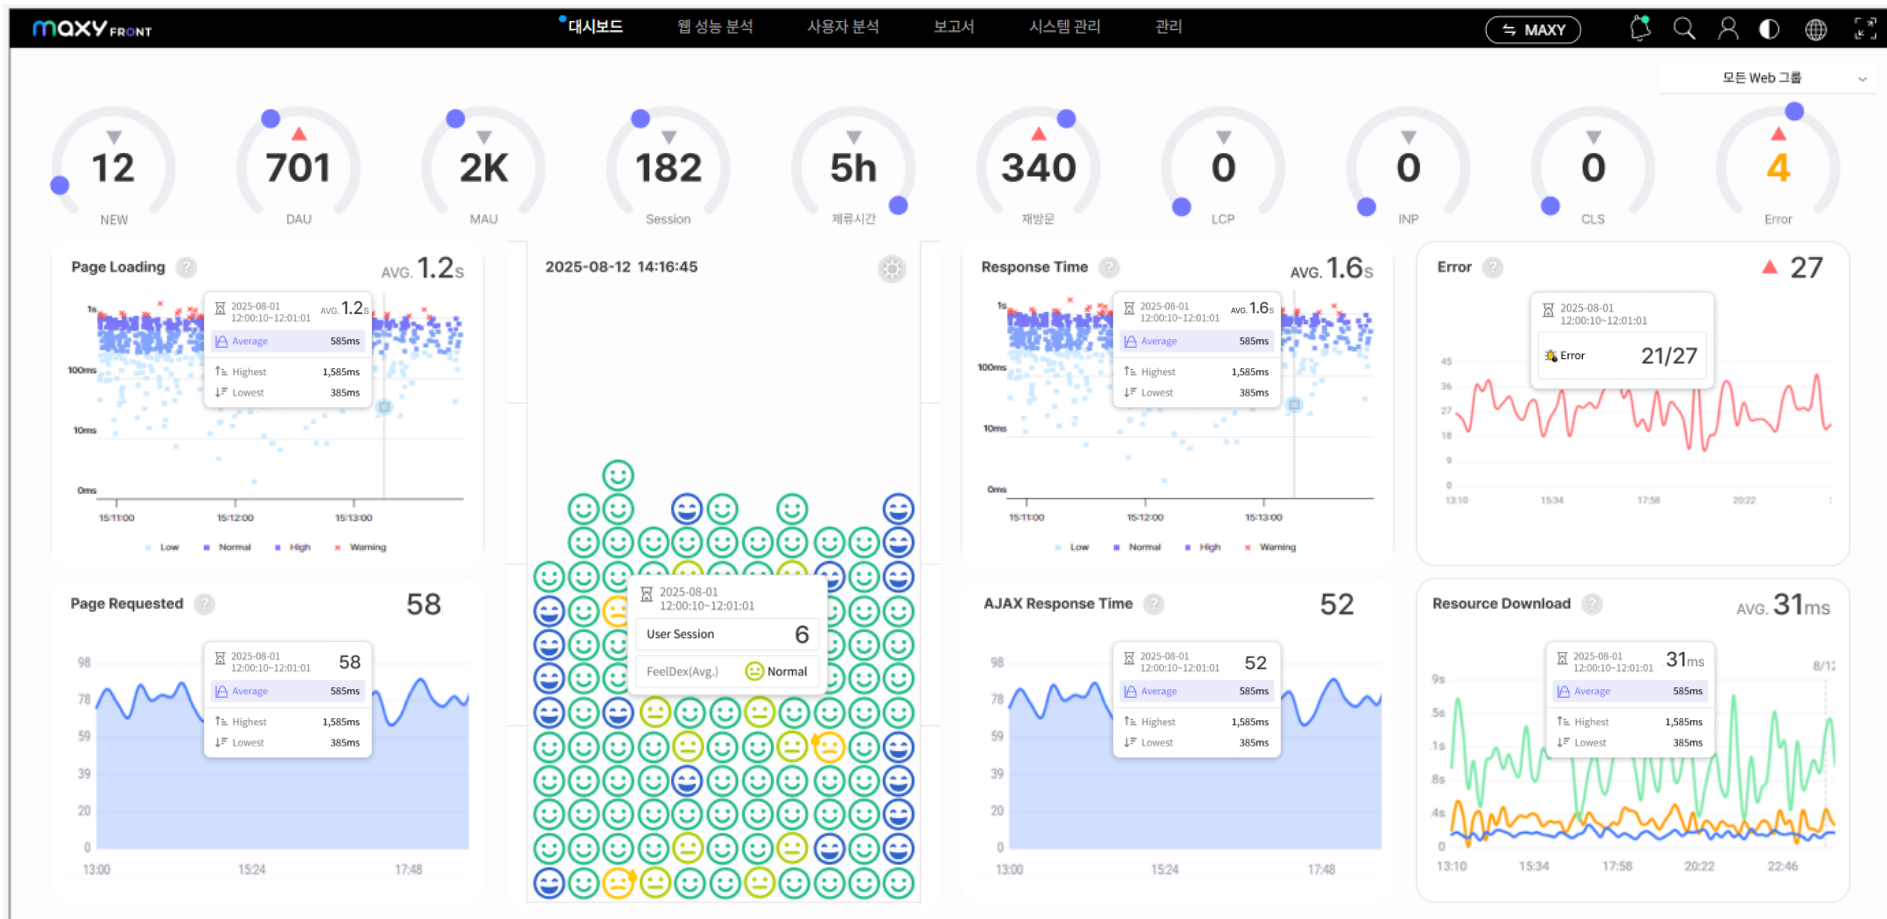 maxy FRONT
대시보드 웹 성능 분석 사용자 분석 보고서 시스템 관리 관리
MAXY
모든 Web 그룹
12
NEW
701
DAU
2K
MAU
182
Session
5h
체류시간
340
재방문
0
LCP
0
INP
0
CLS
4
Error
Page Loading ?
AVG. 1.2s
1s
100ms
10ms
0ms
2025-08-01
12:00:10~12:01:01
AVG. 1.2s
Average 585ms
Highest 1,585ms
Lowest 385ms
15:11:00 15:12:00 15:13:00
Low Normal High Warning
2025-08-12 14:16:45
2025-08-01
12:00:10~12:01:01
User Session 6
FeelDex(Avg.) Normal
Response Time ?
AVG. 1.6s
1s
100ms
10ms
0ms
2025-08-01
12:00:10~12:01:01
AVG. 1.6s
Average 585ms
Highest 1,585ms
Lowest 385ms
15:11:00 15:12:00 15:13:00
Low Normal High Warning
Error ?
27
2025-08-01
12:00:10~12:01:01
Error 21/27
45
36
27
18
9
0
13:10 15:34 17:58 20:22
Page Requested ?
58
98
78
59
39
20
0
2025-08-01
12:00:10~12:01:01
58
Average 585ms
Highest 1,585ms
Lowest 385ms
13:00 15:24 17:48
AJAX Response Time ?
52
98
78
59
39
20
0
2025-08-01
12:00:10~12:01:01
52
Average 585ms
Highest 1,585ms
Lowest 385ms
13:00 15:24 17:48
Resource Download ?
AVG. 31ms
8/12
.9s
.5s
.1s
.8s
.4s
0
2025-08-01
12:00:10~12:01:01
31ms
Average 585ms
Highest 1,585ms
Lowest 385ms
13:10 15:34 17:58 20:22 22:46